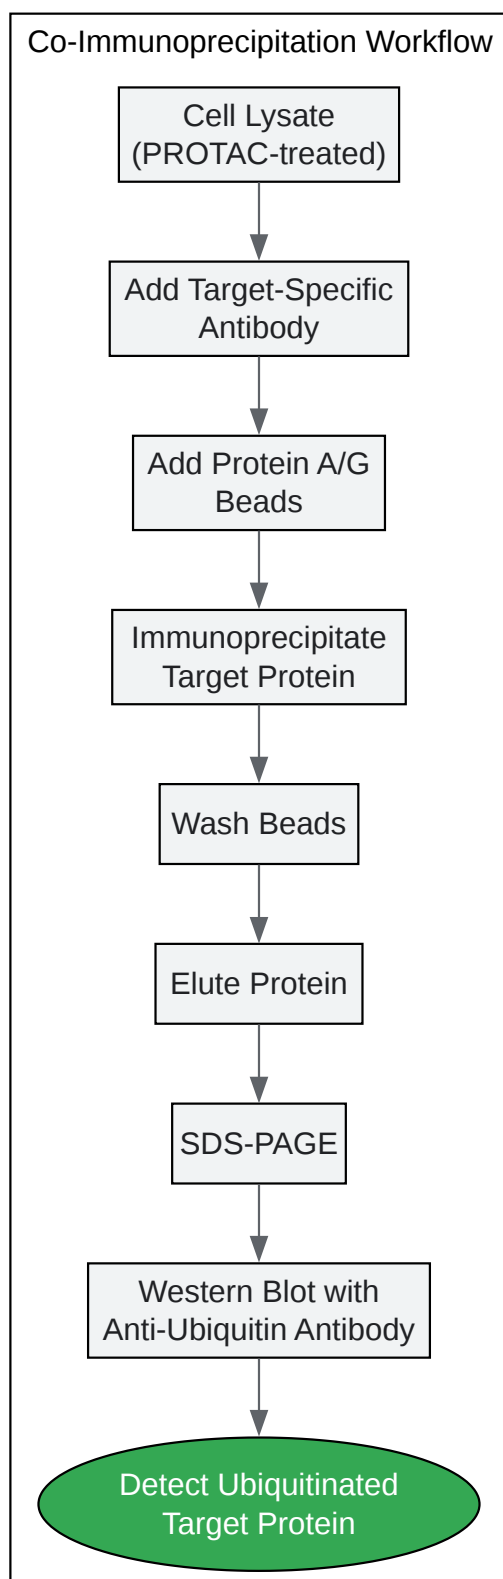 Co-Immunoprecipitation Workflow
Cell Lysate
(PROTAC-treated)
Add Target-Specific
Antibody
Add Protein A/G
Beads
Immunoprecipitate
Target Protein
Wash Beads
Elute Protein
SDS-PAGE
Western Blot with
Anti-Ubiquitin Antibody
Detect Ubiquitinated
Target Protein